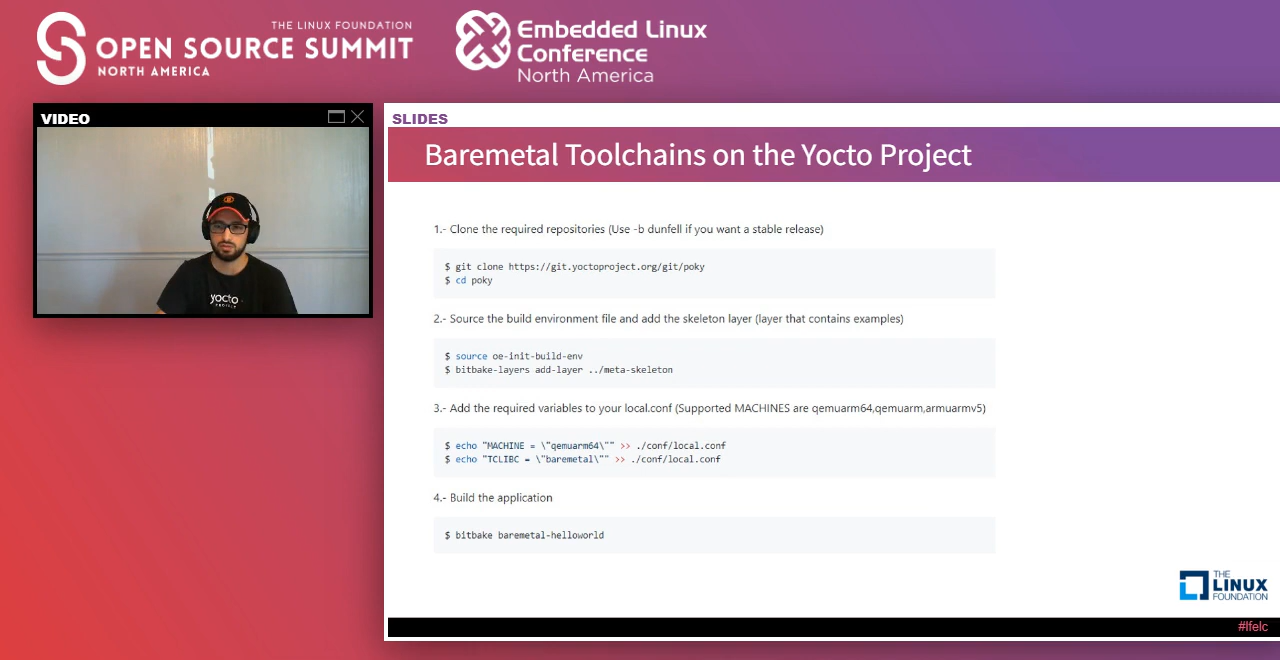 THE LINUX FOUNDATION
OPEN SOURCE SUMMIT
NORTH AMERICA
Embedded Linux
Conference
North America
VIDEO
yocto
PROJECT
SLIDES
Baremetal Toolchains on the Yocto Project
1.- Clone the required repositories (Use -b dunfell if you want a stable release)
$ git clone https://git.yoctoproject.org/git/poky
$ cd poky
2.- Source the build environment file and add the skeleton layer (layer that contains examples)
$ source oe-init-build-env
$ bitbake-layers add-layer ../meta-skeleton
3.- Add the required variables to your local.conf (Supported MACHINES are qemuarm64,qemuarm,armuarmv5)
$ echo "MACHINE = \"qemuarm64\"" >> ./conf/local.conf
$ echo "TCLIBC = \"baremetal\"" >> ./conf/local.conf
4.- Build the application
$ bitbake baremetal-helloworld
THE
LINUX
FOUNDATION
#lfelc